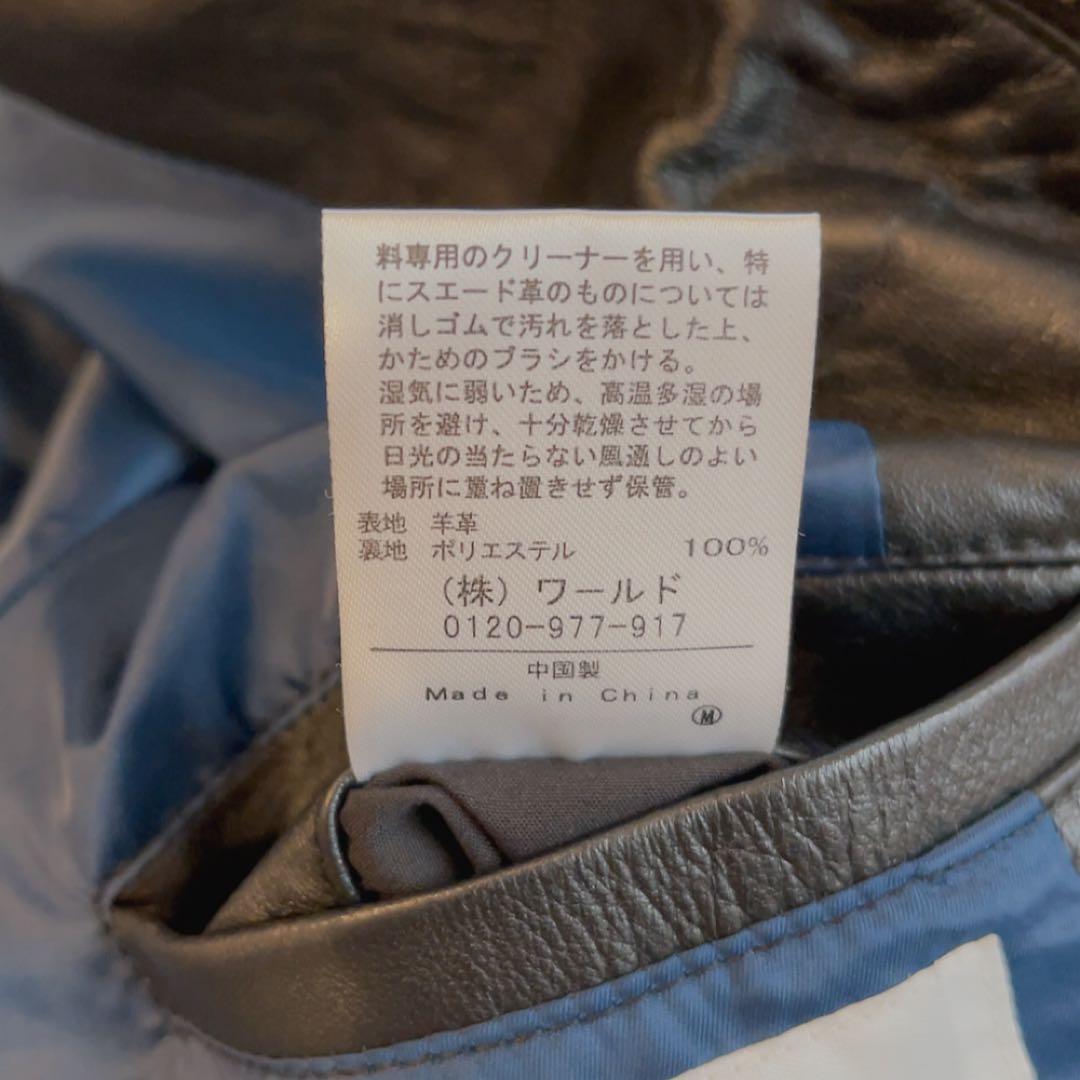 料専用のクリーナーを用い、特
にスエード革のものについては
消しゴムで汚れを落とした上、
かためのブラシをかける。
湿気に弱いため、高温多湿の場
所を避け、十分乾燥させてから
日光の当たらない風通しのよい
場所に重ね置きせず保管。
表地 羊革
裏地 ポリエステル 100%
（株）ワールド
0120-977-917
中国製
Made in China
Ⓜ